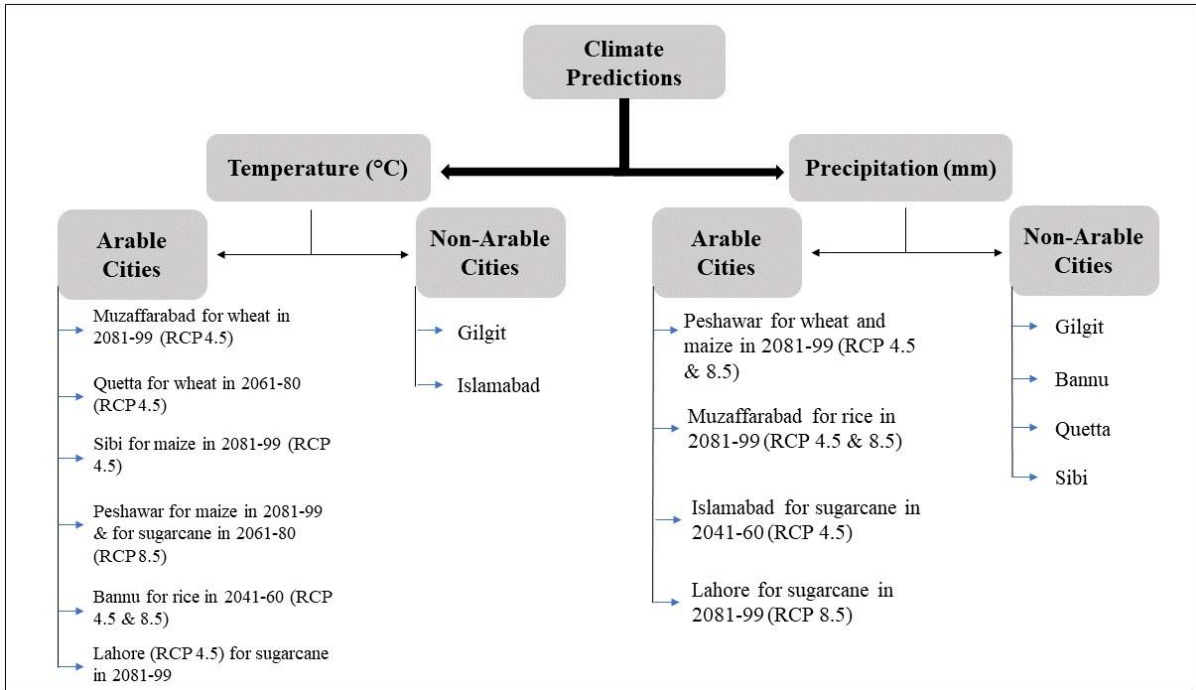 Climate
Predictions
Temperature (°C)
Precipitation (mm)
Arable
Cities
Non-Arable
Cities
Arable
Cities
Non-Arable
Cities
Muzaffarabad for wheat in
2081-99 (RCP 4.5)
Quetta for wheat in 2061-80
(RCP 4.5)
Sibi for maize in 2081-99 (RCP
4.5)
Peshawar for maize in 2081-99
& for sugarcane in 2061-80
(RCP 8.5)
Bannu for rice in 2041-60 (RCP
4.5 & 8.5)
Lahore (RCP 4.5) for sugarcane
in 2081-99
Gilgit
Islamabad
Peshawar for wheat and
maize in 2081-99 (RCP 4.5
& 8.5)
Muzaffarabad for rice in
2081-99 (RCP 4.5 & 8.5)
Islamabad for sugarcane in
2041-60 (RCP 4.5)
Lahore for sugarcane in
2081-99 (RCP 8.5)
Gilgit
Bannu
Quetta
Sibi